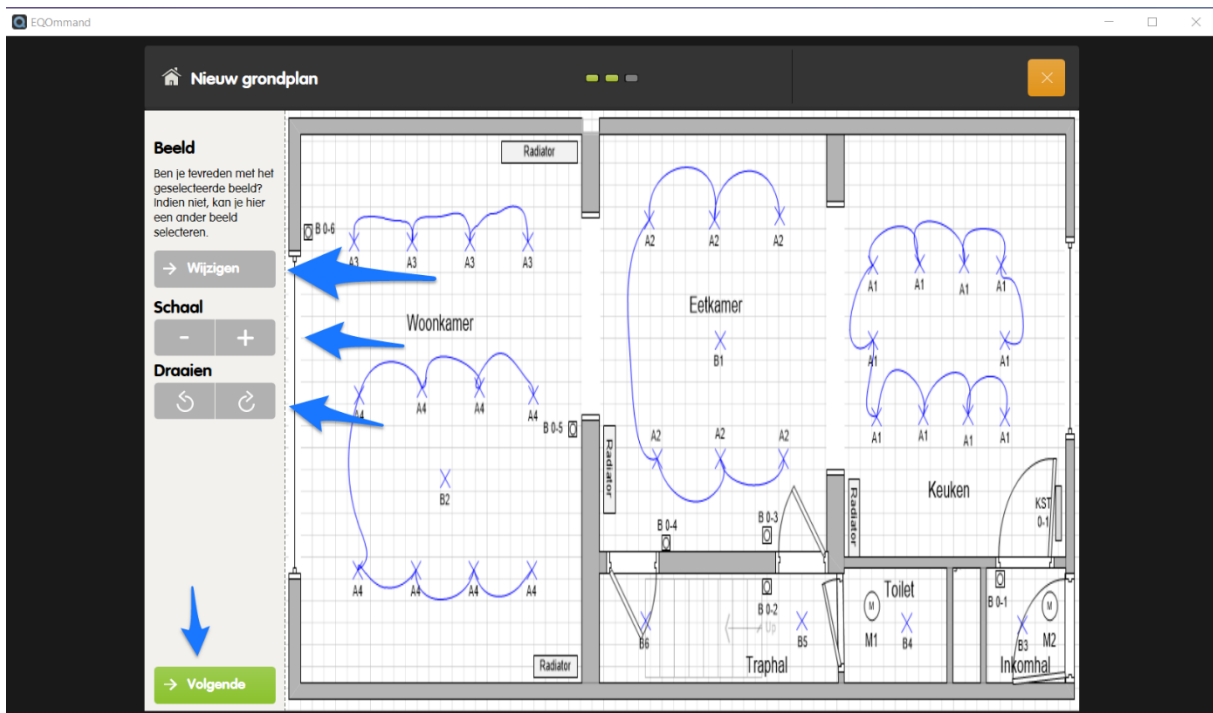 EQOmmand
Nieuw grondplan
Beeld
Ben je tevreden met het
geselecteerde beeld?
Indien niet, kan je hier
een ander beeld
selecteren.
→ Wijzigen
Schaal
- +
Draaien
→ Volgende
Radiator
B 0-6
A3 A3 A3 A3
Woonkamer
A4 A4 A4 A4
B 0-5
B2
A4 A4 A4 A4
Radiator
A2 A2 A2
Eetkamer
B1
A2 A2 A2
Radiator
B 0-4
B 0-3
A1 A1 A1 A1
A1 A1
A1 A1 A1 A1
Radiator
Keuken
KST
0-1
B6
B 0-2
Up
B5
Traphal
Toilet
M
M1 B4
B 0-1
M
B3 M2
Inkomhal